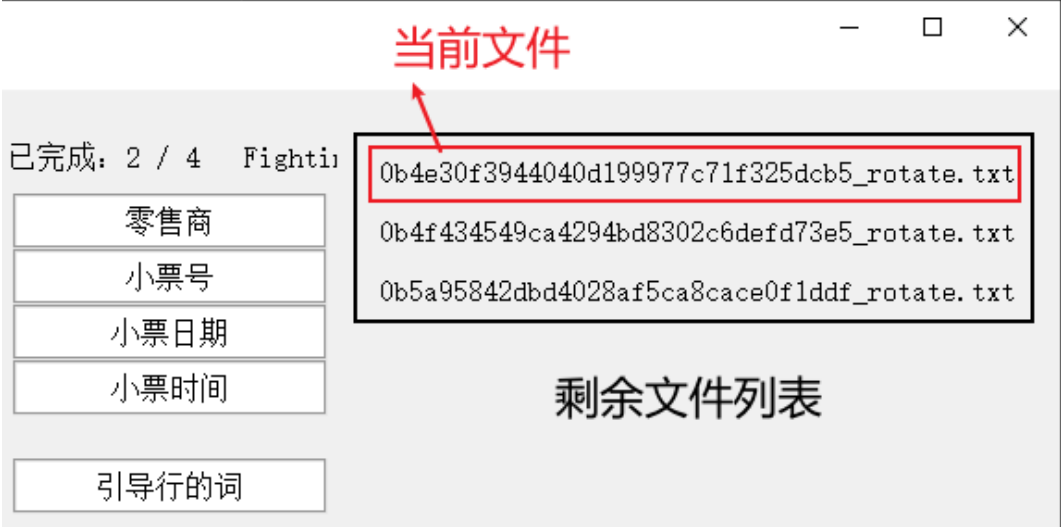 当前文件
已完成: 2 / 4 Fightin
0b4e30f3944040d199977c71f325dcb5_rotate.txt
零售商
0b4f434549ca4294bd8302c6defd73e5_rotate.txt
小票号
0b5a95842dbd4028af5ca8cace0f1ddf_rotate.txt
小票日期
小票时间
剩余文件列表
引导行的词